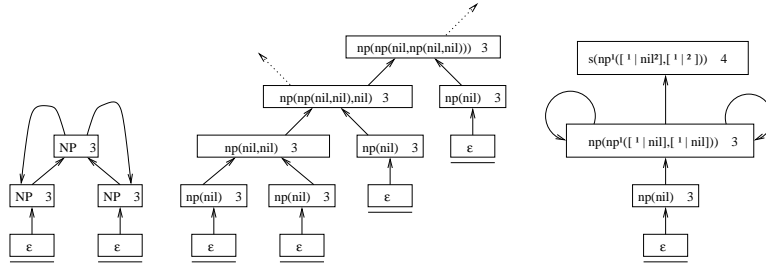 np(np(nil,np(nil,nil))) 3
s(np¹([ ¹ | nil²],[ ¹ | ² ])) 4
np(np(nil,nil),nil) 3
np(nil) 3
NP 3
np(nil,nil) 3
np(nil) 3
ε
np(np¹([ ¹ | nil],[ ¹ | nil])) 3
NP 3
NP 3
np(nil) 3
np(nil) 3
ε
np(nil) 3
ε
ε
ε
ε
ε